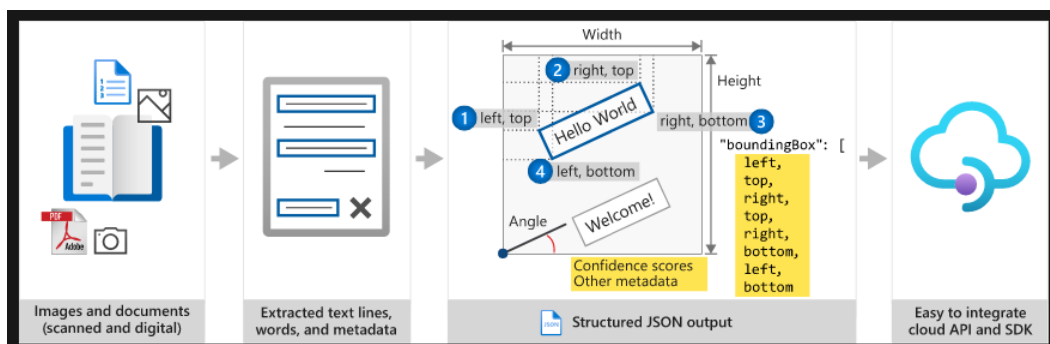 PDF
Adobe
Images and documents
(scanned and digital)
Extracted text lines,
words, and metadata
Width
Height
2 right, top
1 left, top
Hello World
right, bottom 3
4 left, bottom
Angle
Welcome!
Confidence scores
Other metadata
"boundingBox": [
left,
top,
right,
top,
right,
bottom,
left,
bottom
JSON
Structured JSON output
Easy to integrate
cloud API and SDK